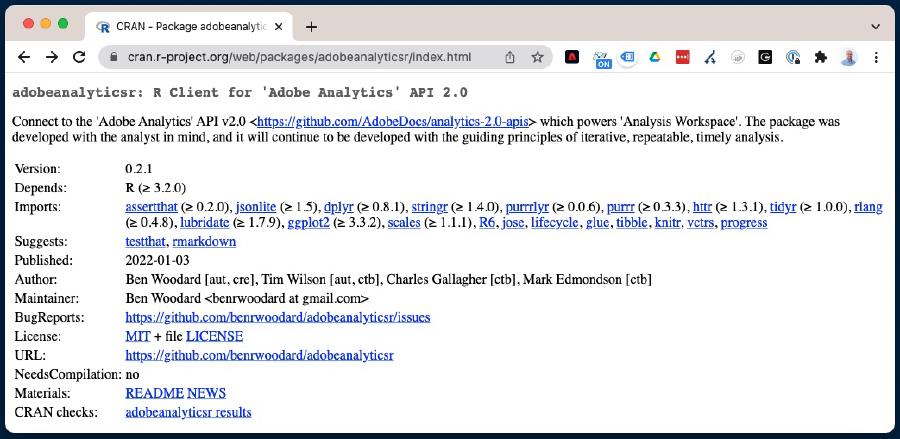 CRAN - Package adobeanalytic
cran.r-project.org/web/packages/adobeanalyticsr/index.html
ON
adobeanalyticsr: R Client for 'Adobe Analytics' API 2.0
Connect to the 'Adobe Analytics' API v2.0 <https://github.com/AdobeDocs/analytics-2.0-apis> which powers 'Analysis Workspace'. The package was
developed with the analyst in mind, and it will continue to be developed with the guiding principles of iterative, repeatable, timely analysis.
Version: 0.2.1
Depends: R (≥ 3.2.0)
Imports: assertthat (≥ 0.2.0), jsonlite (≥ 1.5), dplyr (≥ 0.8.1), stringr (≥ 1.4.0), purrrlyr (≥ 0.0.6), purrr (≥ 0.3.3), httr (≥ 1.3.1), tidyr (≥ 1.0.0), rlang
(≥ 0.4.8), lubridate (≥ 1.7.9), ggplot2 (≥ 3.3.2), scales (≥ 1.1.1), R6, jose, lifecycle, glue, tibble, knitr, vctrs, progress
Suggests: testthat, rmarkdown
Published: 2022-01-03
Author: Ben Woodard [aut, cre], Tim Wilson [aut, ctb], Charles Gallagher [ctb], Mark Edmondson [ctb]
Maintainer: Ben Woodard <benrwoodard at gmail.com>
BugReports: https://github.com/benrwoodard/adobeanalyticsr/issues
License: MIT + file LICENSE
URL: https://github.com/benrwoodard/adobeanalyticsr
NeedsCompilation: no
Materials: README NEWS
CRAN checks: adobeanalyticsr results